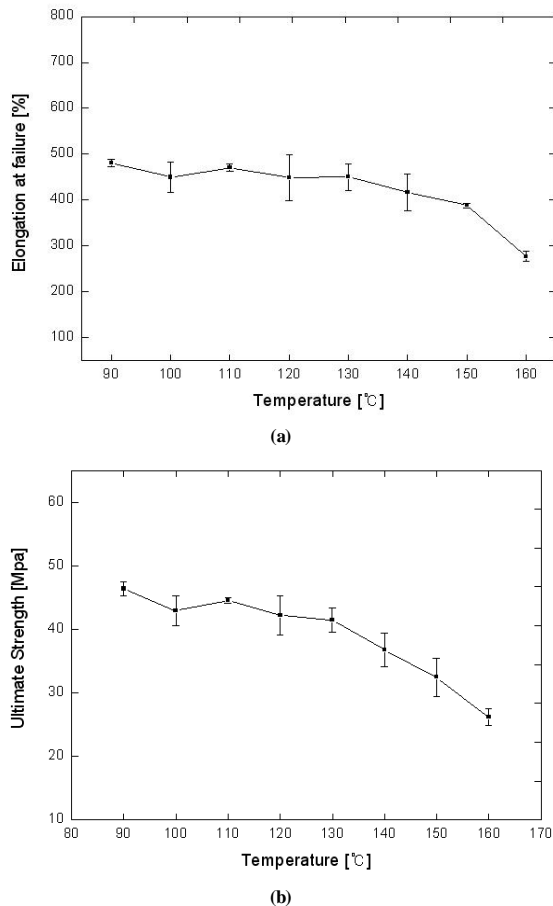 800
700
600
500
400
300
200
100
Elongation at failure [%]
90 100 110 120 130 140 150 160
Temperature [℃]
(a)
60
50
40
30
20
10
Ultimate Strength [Mpa]
80 90 100 110 120 130 140 150 160 170
Temperature [℃]
(b)